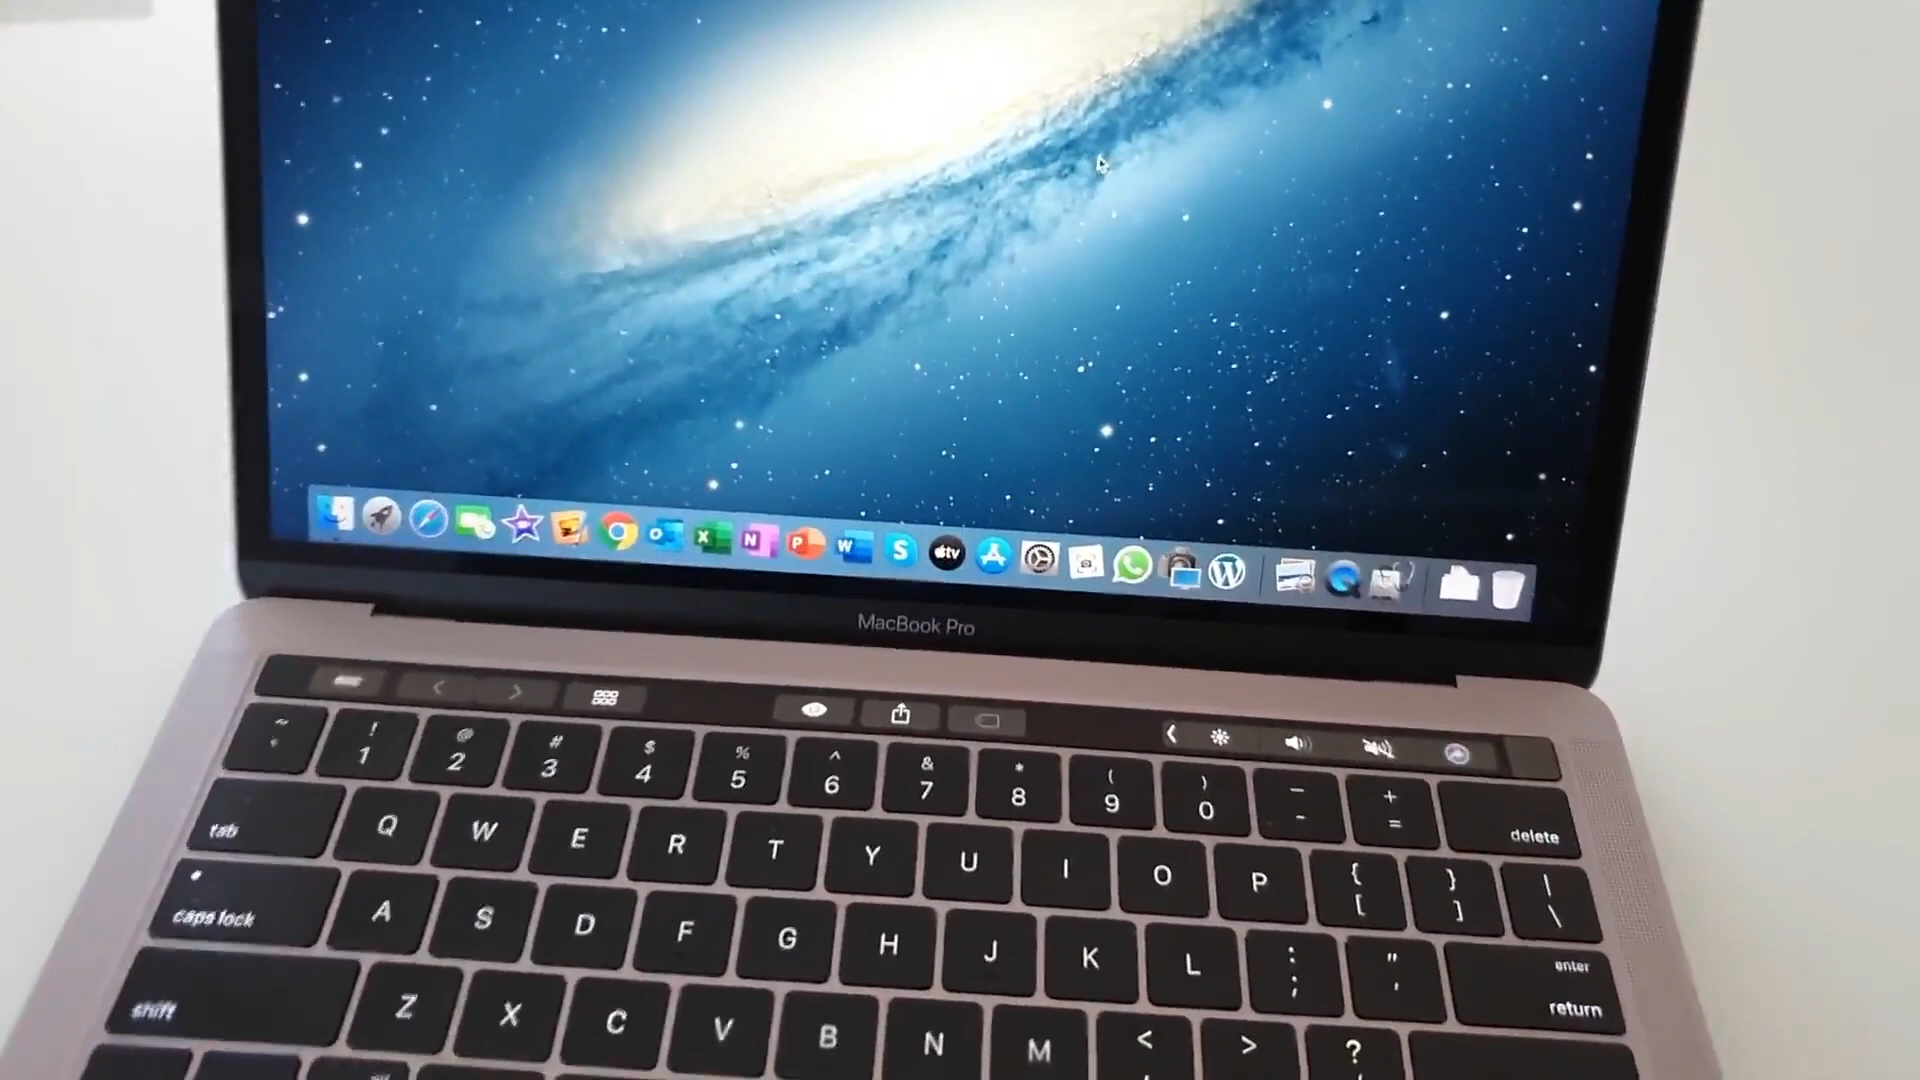 O X N P W S tv
MacBook Pro
~ ! @ # $ % ^ & * ( ) — +
1 2 3 4 5 6 7 8 9 0 - =
delete
tab Q W E R T Y U I O P { [ } ] | \
caps lock A S D F G H J K L : ; " ' enter return
shift Z X C V B N M < , > . ? /